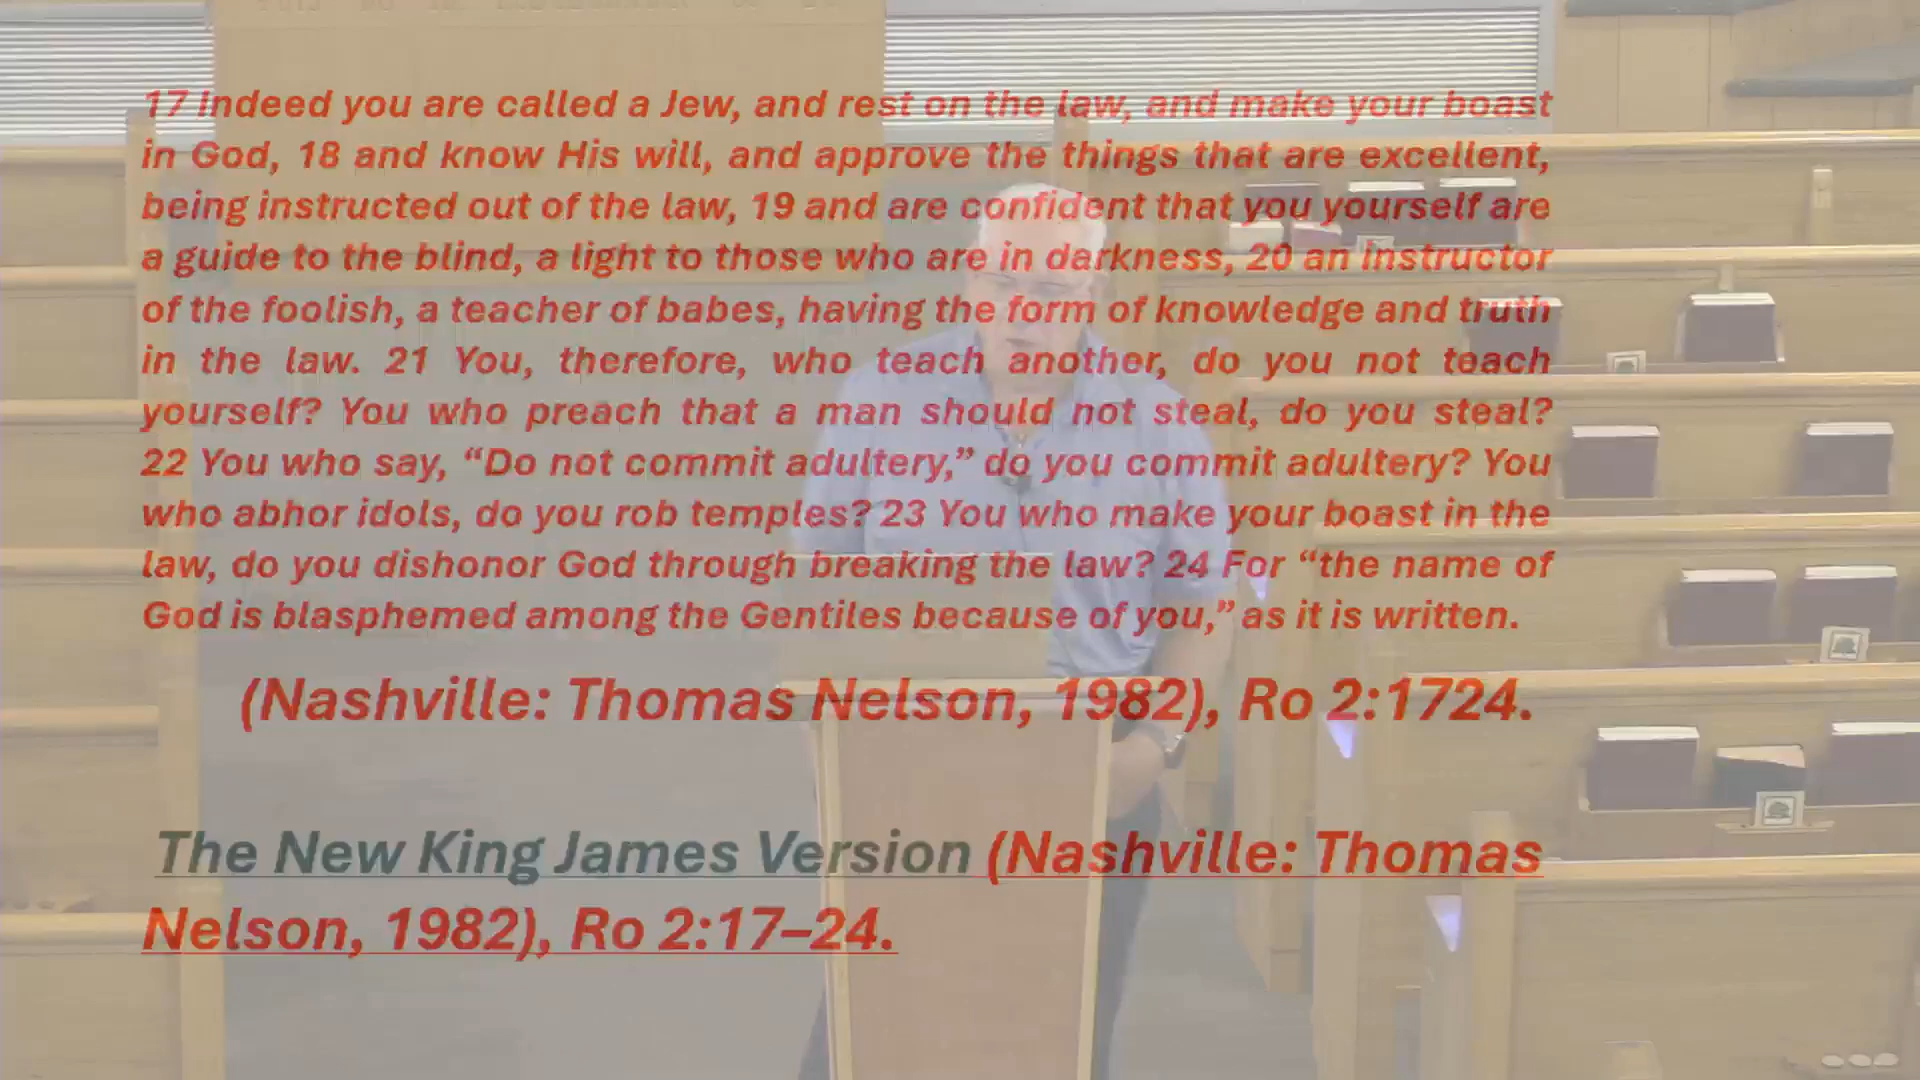 17 Indeed you are called a Jew, and rest on the law, and make your boast
in God, 18 and know His will, and approve the things that are excellent,
being instructed out of the law, 19 and are confident that you yourself are
a guide to the blind, a light to those who are in darkness, 20 an instructor
of the foolish, a teacher of babes, having the form of knowledge and truth
in the law. 21 You, therefore, who teach another, do you not teach
yourself? You who preach that a man should not steal, do you steal?
22 You who say, “Do not commit adultery,” do you commit adultery? You
who abhor idols, do you rob temples? 23 You who make your boast in the
law, do you dishonor God through breaking the law? 24 For “the name of
God is blasphemed among the Gentiles because of you,” as it is written.
(Nashville: Thomas Nelson, 1982), Ro 2:1724.
The New King James Version (Nashville: Thomas
Nelson, 1982), Ro 2:17–24.